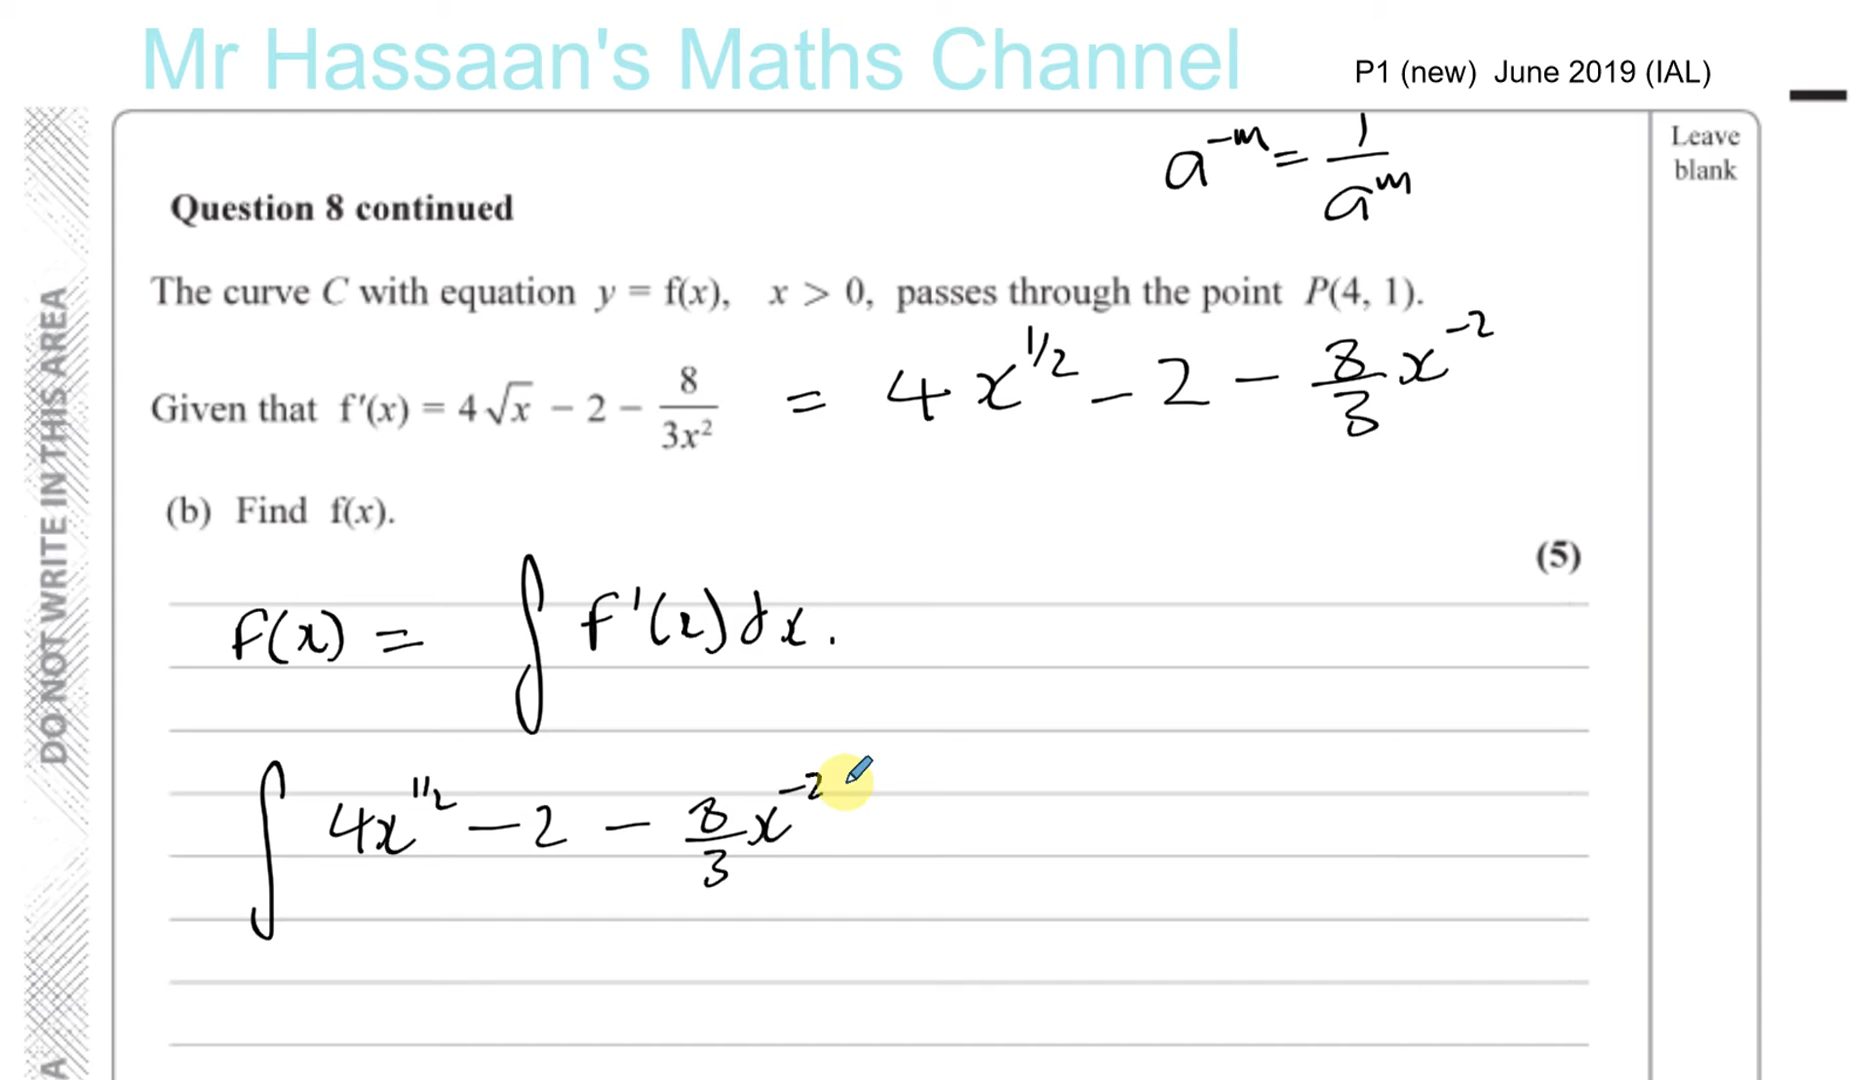 Mr Hassaan's Maths Channel
P1 (new) June 2019 (IAL)
Leave
blank
a^{-m} = 1/a^m
Question 8 continued
The curve C with equation y = f(x), x > 0, passes through the point P(4, 1).
Given that f'(x) = 4√x − 2 − 8/(3x²) = 4x^{1/2} − 2 − 8/3 x^{-2}
(b) Find f(x).
(5)
f(x) = ∫ f'(x) dx.
∫ 4x^{1/2} − 2 − 8/3 x^{-2}
DO NOT WRITE IN THIS AREA
A